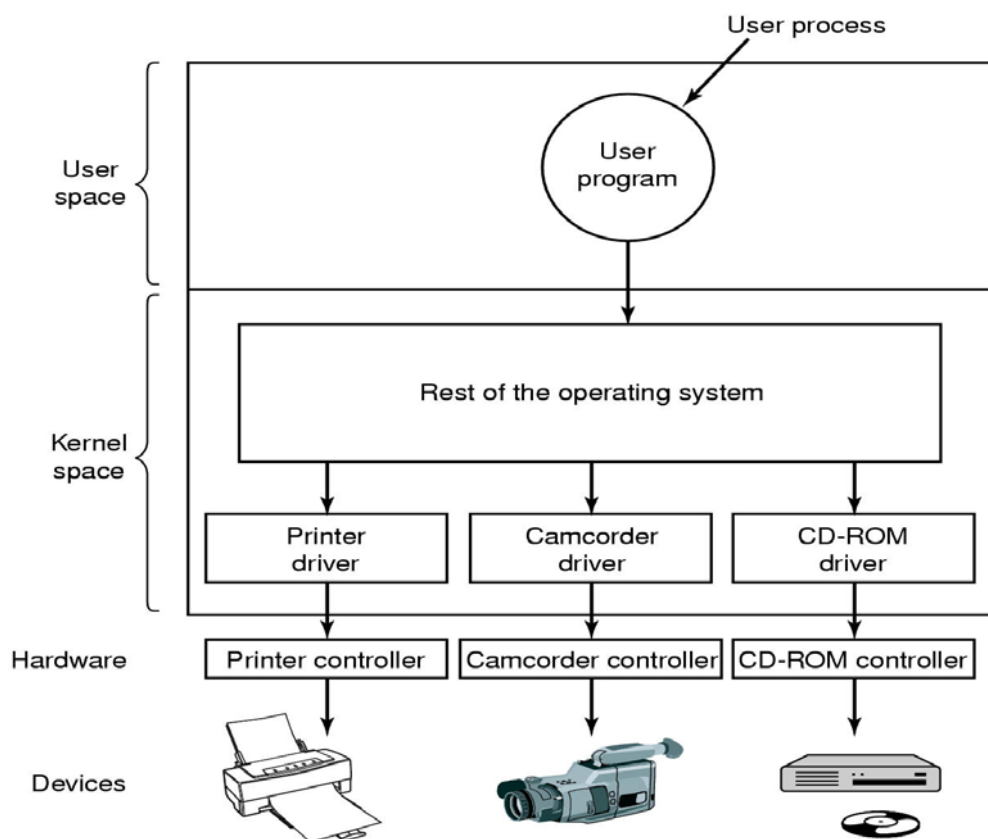 User process
User
space
User
program
Kernel
space
Rest of the operating system
Printer
driver
Camcorder
driver
CD-ROM
driver
Hardware
Printer controller
Camcorder controller
CD-ROM controller
Devices